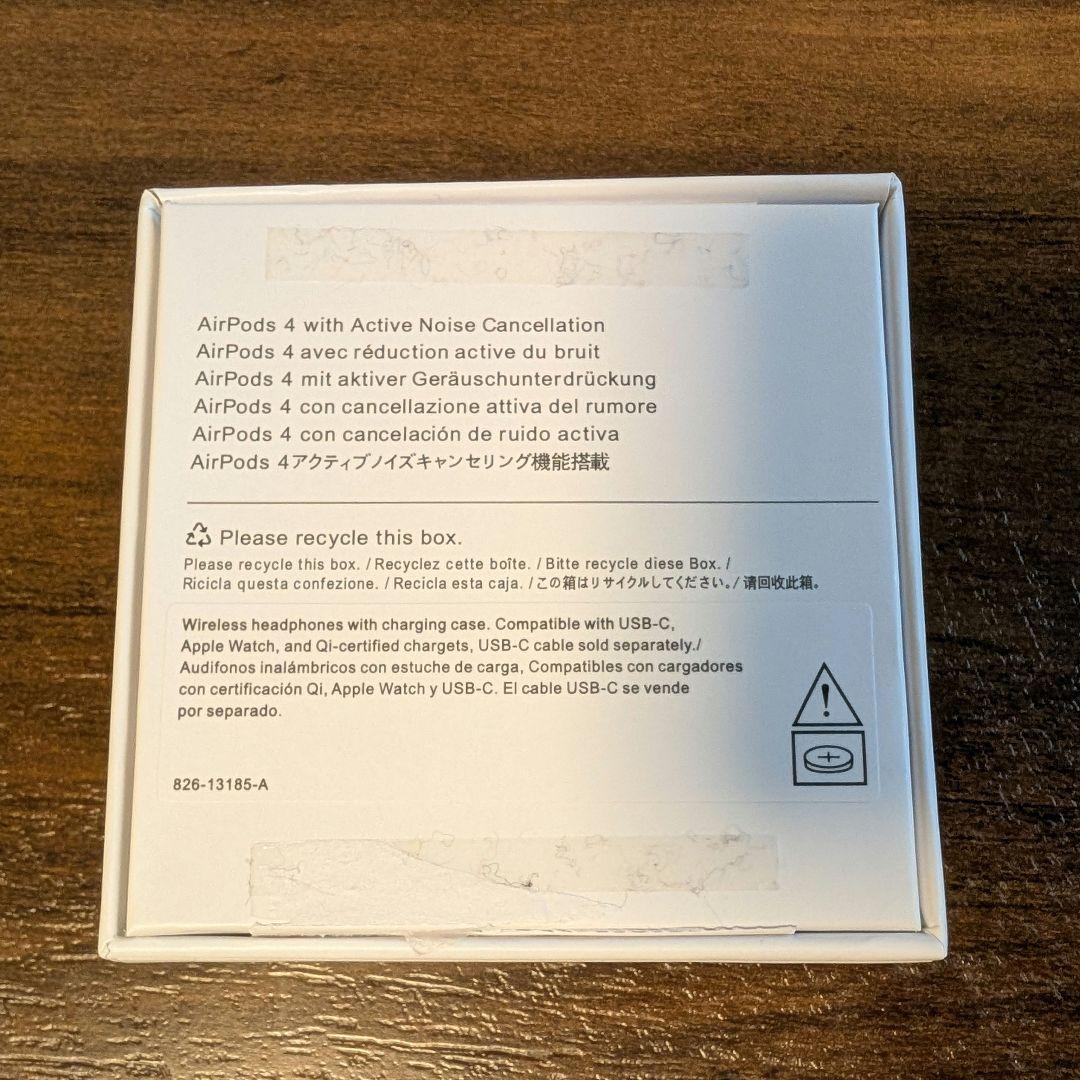 AirPods 4 with Active Noise Cancellation
AirPods 4 avec réduction active du bruit
AirPods 4 mit aktiver Geräuschunterdrückung
AirPods 4 con cancellazione attiva del rumore
AirPods 4 con cancelación de ruido activa
AirPods 4アクティブノイズキャンセリング機能搭載
Please recycle this box.
Please recycle this box. / Recyclez cette boîte. / Bitte recycle diese Box. /
Ricicla questa confezione. / Recicla esta caja. / この箱はリサイクルしてください。/ 请回收此箱。
Wireless headphones with charging case. Compatible with USB-C,
Apple Watch, and Qi-certified chargets, USB-C cable sold separately./
Audifonos inalámbricos con estuche de carga, Compatibles con cargadores
con certificación Qi, Apple Watch y USB-C. El cable USB-C se vende
por separado.
826-13185-A